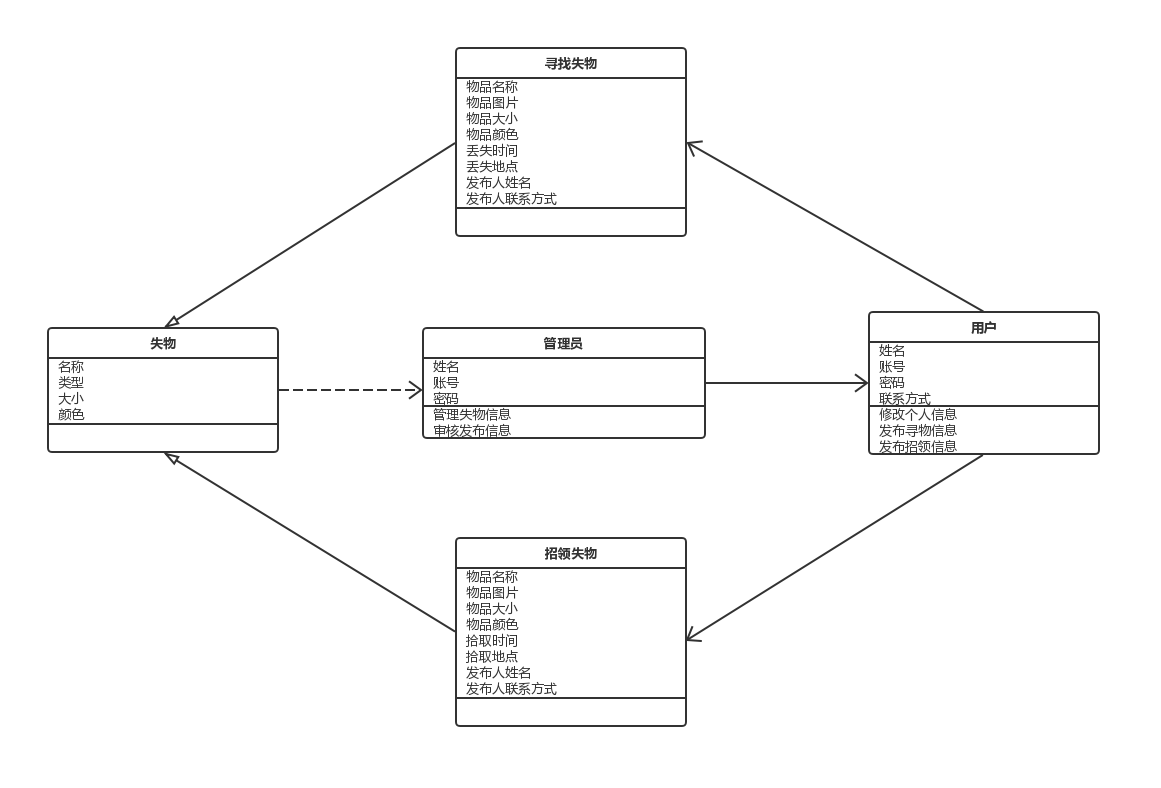 寻找失物
物品名称
物品图片
物品大小
物品颜色
丢失时间
丢失地点
发布人姓名
发布人联系方式
失物
名称
类型
大小
颜色
管理员
姓名
账号
密码
管理失物信息
审核发布信息
用户
姓名
账号
密码
联系方式
修改个人信息
发布寻物信息
发布招领信息
招领失物
物品名称
物品图片
物品大小
物品颜色
拾取时间
拾取地点
发布人姓名
发布人联系方式